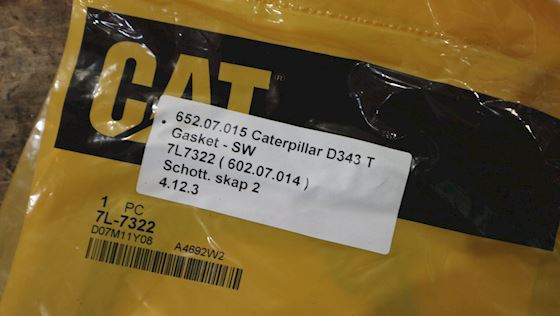 CAT®
• 652.07.015 Caterpillar D343 T
Gasket - SW
7L7322 ( 602.07.014 )
Schott. skap 2
4.12.3
1 PC
7L-7322
D07M11Y08 A4692W2